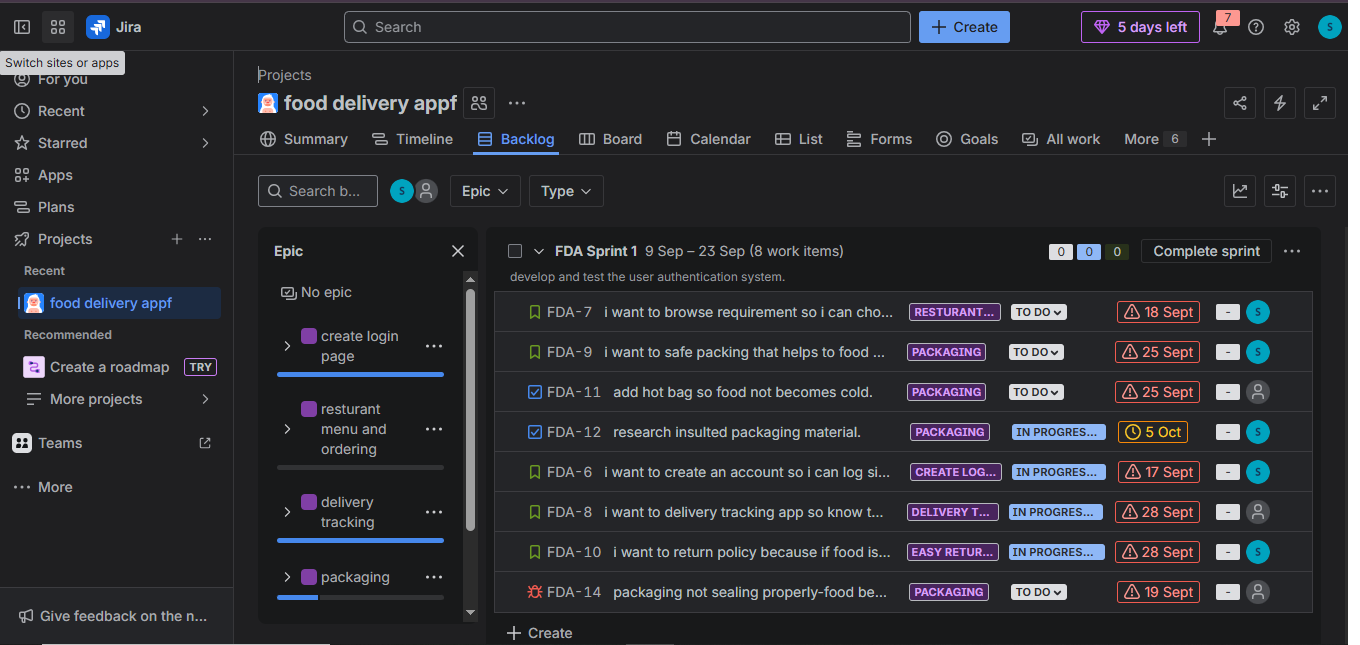 Jira
Search
Create
5 days left
7
S
Switch sites or apps
For you
Recent
Starred
Apps
Plans
Projects
Recent
food delivery appf
Recommended
Create a roadmap TRY
More projects
Teams
More
Give feedback on the n...
Projects
food delivery appf
Summary Timeline Backlog Board Calendar List Forms Goals All work More 6
Search b...
S
Epic
Type
Epic
No epic
create login
page
resturant
menu and
ordering
delivery
tracking
packaging
FDA Sprint 1 9 Sep – 23 Sep (8 work items)
0 0 0 Complete sprint
develop and test the user authentication system.
FDA-7 i want to browse requirement so i can cho... RESTURANT... TO DO 18 Sept - S
FDA-9 i want to safe packing that helps to food ... PACKAGING TO DO 25 Sept - S
FDA-11 add hot bag so food not becomes cold. PACKAGING TO DO 25 Sept -
FDA-12 research insulted packaging material. PACKAGING IN PROGRES... 5 Oct - S
FDA-6 i want to create an account so i can log si... CREATE LOG... IN PROGRES... 17 Sept - S
FDA-8 i want to delivery tracking app so know t... DELIVERY T... IN PROGRES... 28 Sept -
FDA-10 i want to return policy because if food is... EASY RETUR... IN PROGRES... 28 Sept - S
FDA-14 packaging not sealing properly-food be... PACKAGING TO DO 19 Sept -
Create